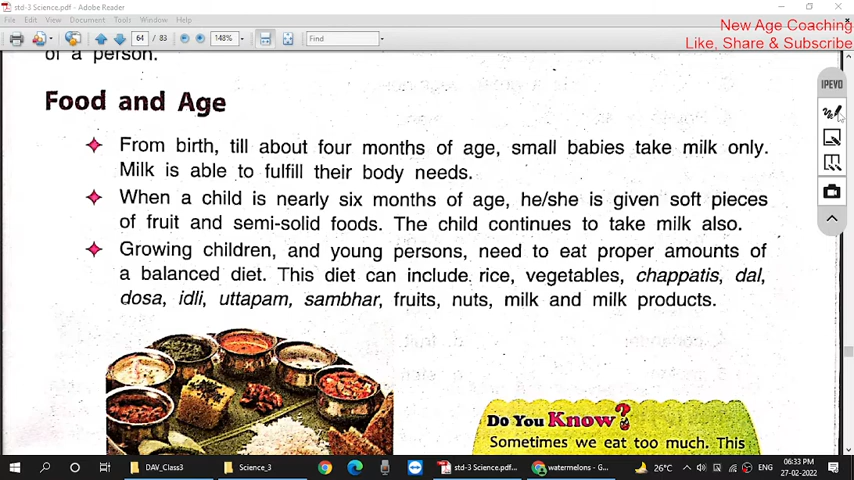 std-3 Science.pdf - Adobe Reader
File Edit View Document Tools Window Help
New Age Coaching
Like, Share & Subscribe
64 / 83 148% Find
of a person.
IPEVO
Food and Age
From birth, till about four months of age, small babies take milk only.
Milk is able to fulfill their body needs.
When a child is nearly six months of age, he/she is given soft pieces
of fruit and semi-solid foods. The child continues to take milk also.
Growing children, and young persons, need to eat proper amounts of
a balanced diet. This diet can include rice, vegetables, chappatis, dal,
dosa, idli, uttapam, sambhar, fruits, nuts, milk and milk products.
Do You Know?
Sometimes we eat too much. This
DAV_Class3 Science_3 std-3 Science.pdf... watermelons - G... 26°C ENG 06:33 PM
27-02-2022